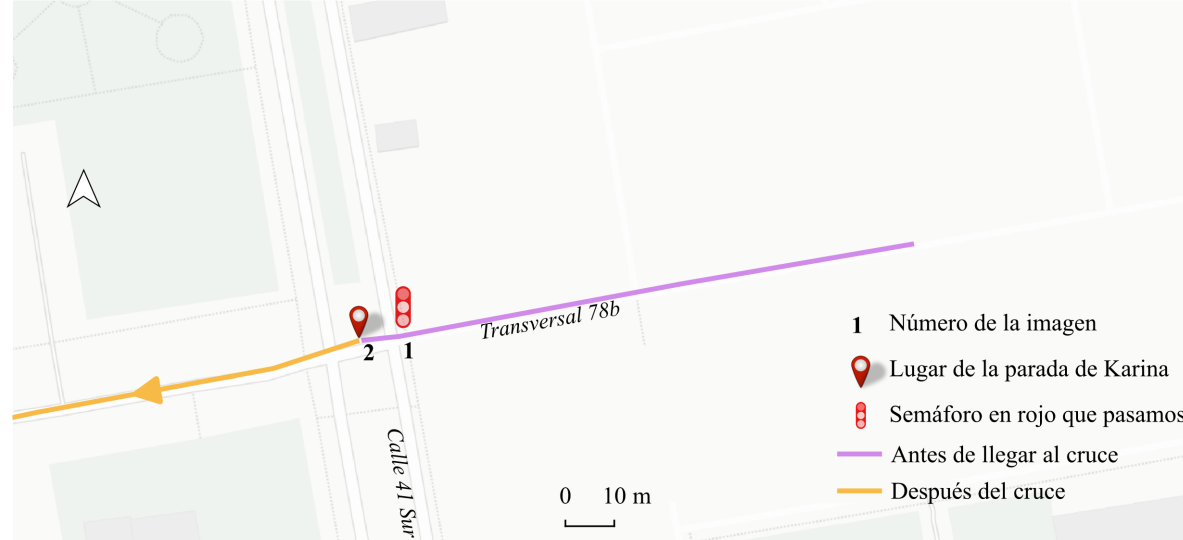 Transversal 78b
2
1
Calle 41 Sur
0 10 m
1 Número de la imagen
Lugar de la parada de Karina
Semáforo en rojo que pasamos
Antes de llegar al cruce
Después del cruce